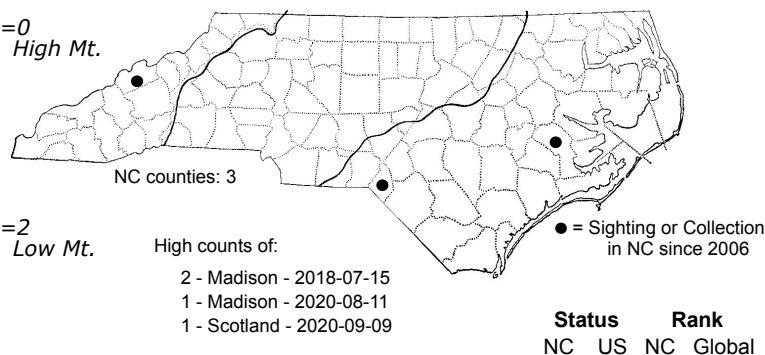 =0
High Mt.
NC counties: 3
=2
Low Mt.
High counts of:
2 - Madison - 2018-07-15
1 - Madison - 2020-08-11
1 - Scotland - 2020-09-09
● = Sighting or Collection
in NC since 2006
Status Rank
NC US NC Global